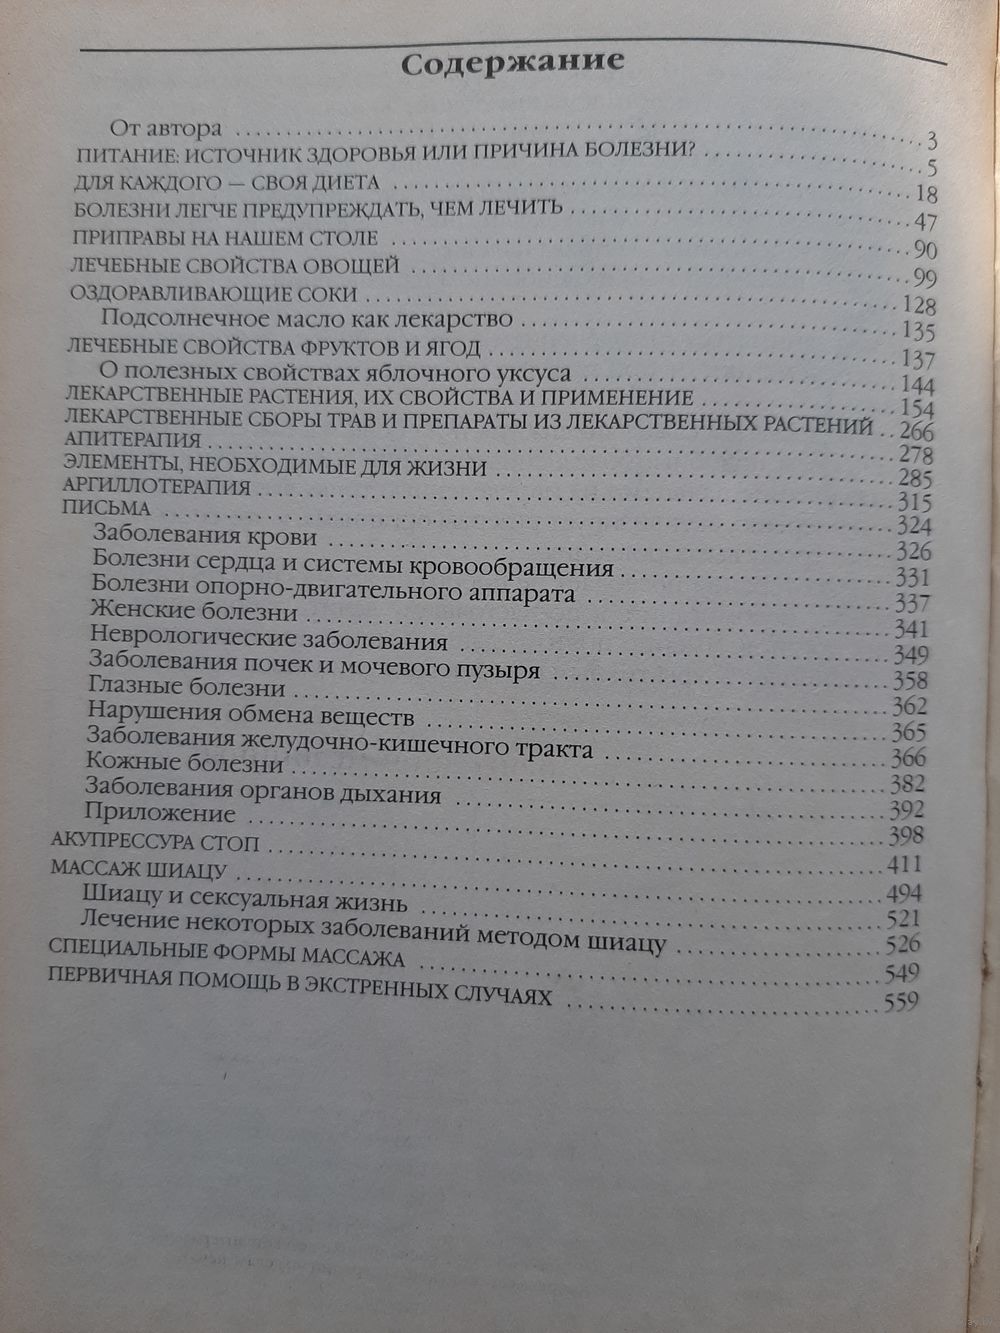 Содержание
От автора 3
ПИТАНИЕ: ИСТОЧНИК ЗДОРОВЬЯ ИЛИ ПРИЧИНА БОЛЕЗНИ? 5
ДЛЯ КАЖДОГО — СВОЯ ДИЕТА 18
БОЛЕЗНИ ЛЕГЧЕ ПРЕДУПРЕЖДАТЬ, ЧЕМ ЛЕЧИТЬ 47
ПРИПРАВЫ НА НАШЕМ СТОЛЕ 90
ЛЕЧЕБНЫЕ СВОЙСТВА ОВОЩЕЙ 99
ОЗДОРАВЛИВАЮЩИЕ СОКИ 128
Подсолнечное масло как лекарство 135
ЛЕЧЕБНЫЕ СВОЙСТВА ФРУКТОВ И ЯГОД 137
О полезных свойствах яблочного уксуса 144
ЛЕКАРСТВЕННЫЕ РАСТЕНИЯ, ИХ СВОЙСТВА И ПРИМЕНЕНИЕ 154
ЛЕКАРСТВЕННЫЕ СБОРЫ ТРАВ И ПРЕПАРАТЫ ИЗ ЛЕКАРСТВЕННЫХ РАСТЕНИЙ 266
АПИТЕРАПИЯ 278
ЭЛЕМЕНТЫ, НЕОБХОДИМЫЕ ДЛЯ ЖИЗНИ 285
АРГИЛЛОТЕРАПИЯ 315
ПИСЬМА 324
Заболевания крови 326
Болезни сердца и системы кровообращения 331
Болезни опорно-двигательного аппарата 337
Женские болезни 341
Неврологические заболевания 349
Заболевания почек и мочевого пузыря 358
Глазные болезни 362
Нарушения обмена веществ 365
Заболевания желудочно-кишечного тракта 366
Кожные болезни 382
Заболевания органов дыхания 392
Приложение 398
АКУПРЕССУРА СТОП 411
МАССАЖ ШИАЦУ 494
Шиацу и сексуальная жизнь 521
Лечение некоторых заболеваний методом шиацу 526
СПЕЦИАЛЬНЫЕ ФОРМЫ МАССАЖА 549
ПЕРВИЧНАЯ ПОМОЩЬ В ЭКСТРЕННЫХ СЛУЧАЯХ 559